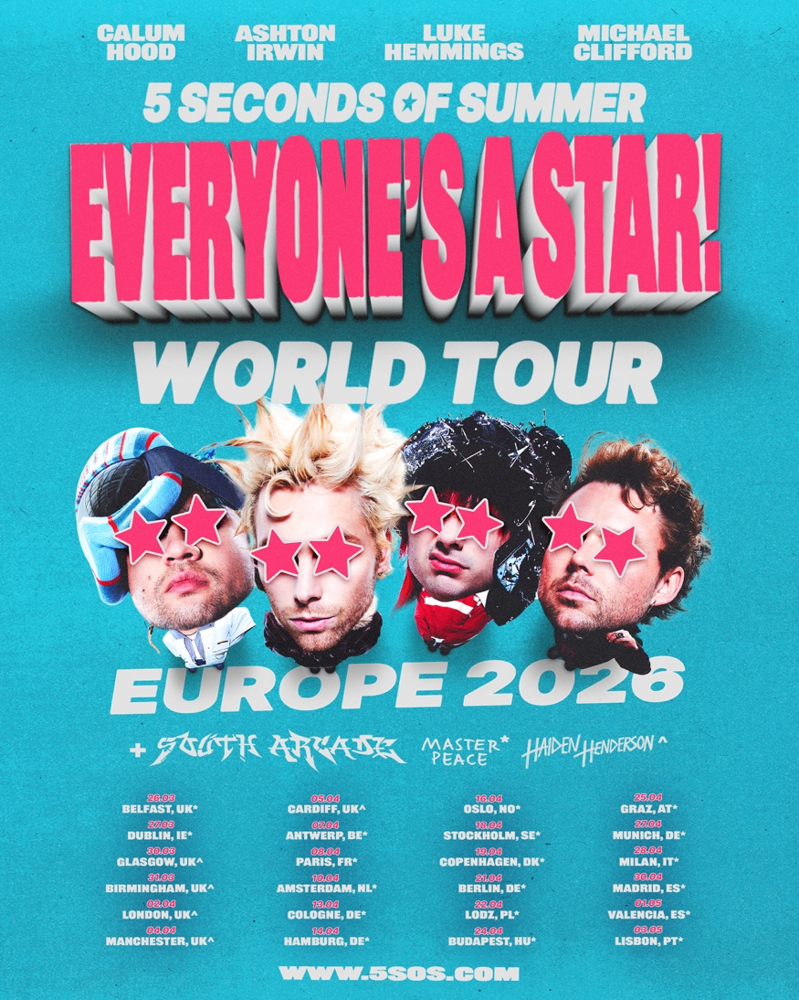 CALUM HOOD
ASHTON IRWIN
LUKE HEMMINGS
MICHAEL CLIFFORD
5 SECONDS OF SUMMER
EVERYONE'S A STAR!
WORLD TOUR
EUROPE 2026
+ SOUTH ARCADE MASTER PEACE* HAIDEN HENDERSON ^
26.03
BELFAST, UK*
27.03
DUBLIN, IE*
30.03
GLASGOW, UK^
31.03
BIRMINGHAM, UK^
02.04
LONDON, UK^
04.04
MANCHESTER, UK^
05.04
CARDIFF, UK^
07.04
ANTWERP, BE*
08.04
PARIS, FR*
10.04
AMSTERDAM, NL*
13.04
COLOGNE, DE*
14.04
HAMBURG, DE*
16.04
OSLO, NO*
18.04
STOCKHOLM, SE*
19.04
COPENHAGEN, DK*
21.04
BERLIN, DE*
22.04
LODZ, PL*
24.04
BUDAPEST, HU*
25.04
GRAZ, AT*
27.04
MUNICH, DE*
28.04
MILAN, IT*
30.04
MADRID, ES*
01.05
VALENCIA, ES*
03.05
LISBON, PT*
WWW.5SOS.COM